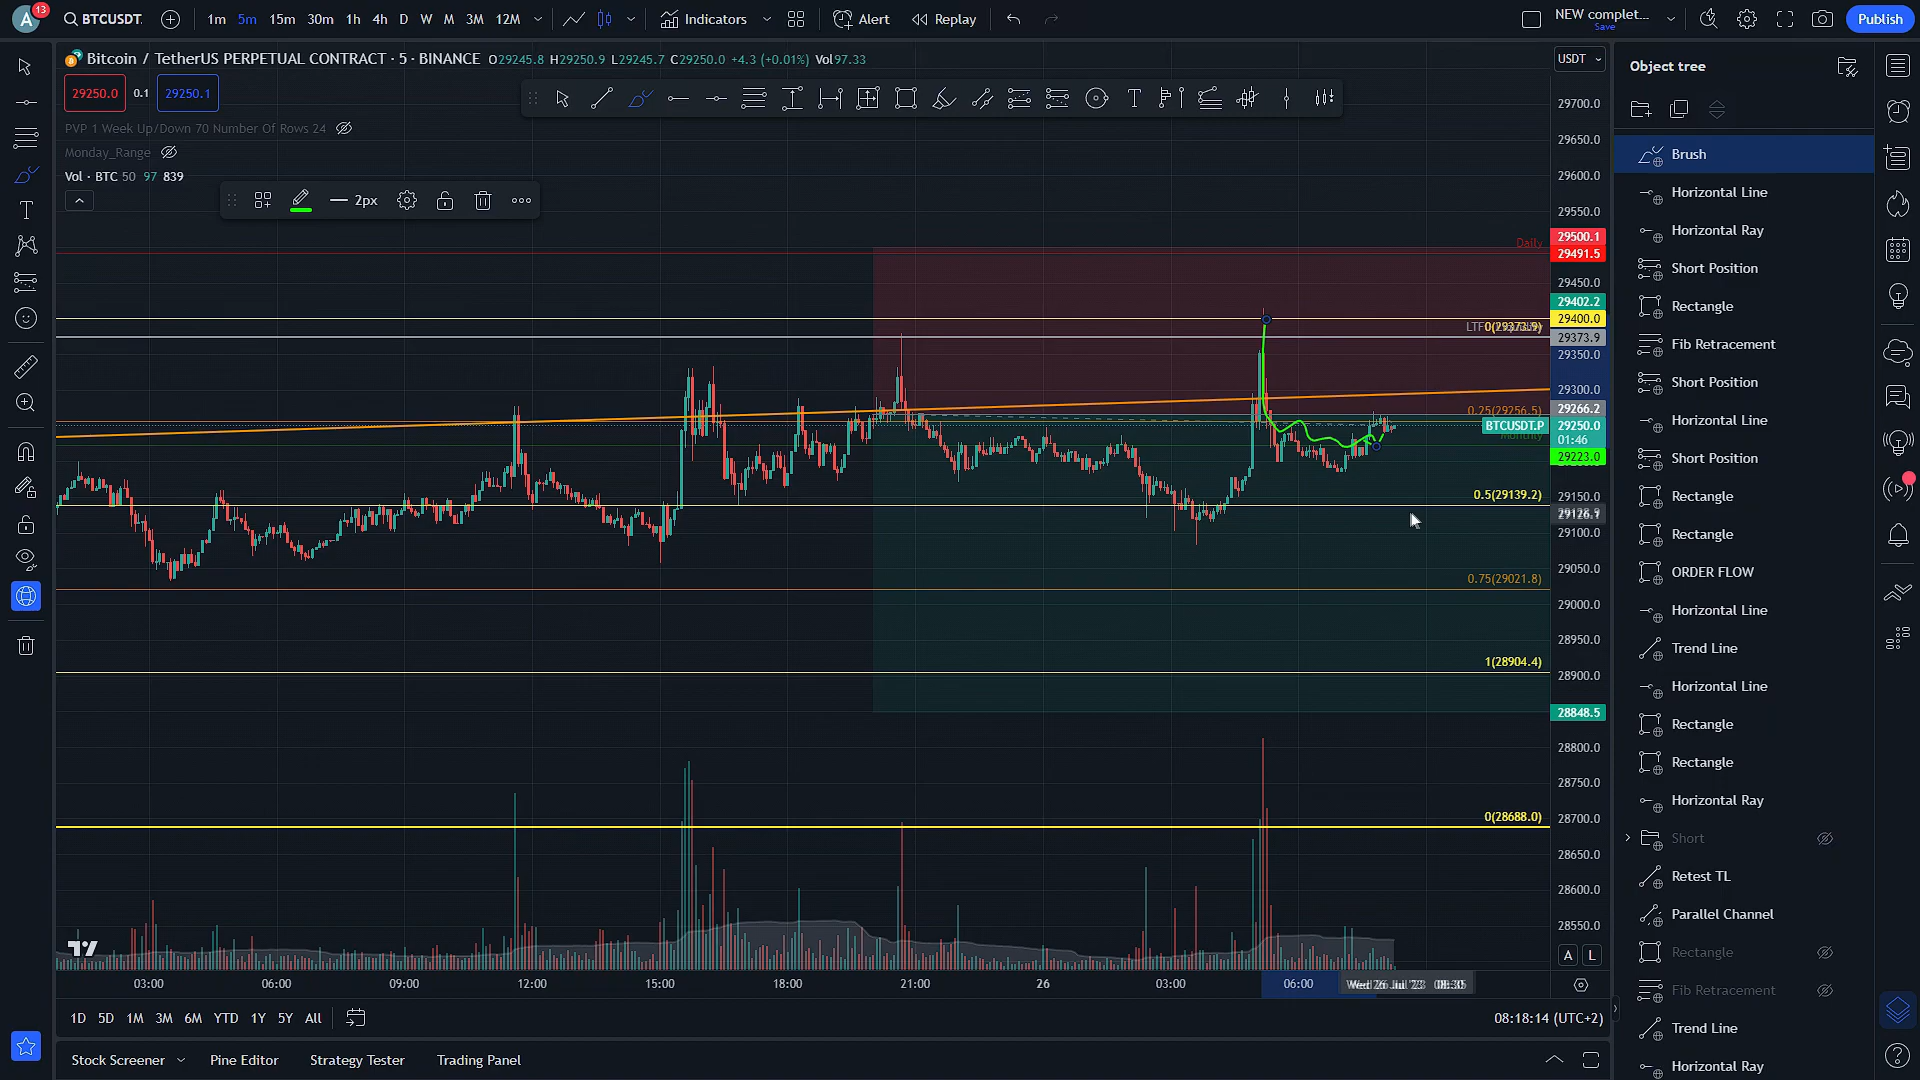 A 13 BTCUSDT. 1m 5m 15m 30m 1h 4h D W M 3M 12M Indicators Alert Replay NEW complet... Save Publish
Bitcoin / TetherUS PERPETUAL CONTRACT · 5 · BINANCE O29245.8 H29250.9 L29245.7 C29250.0 +4.3 (+0.01%) Vol97.33
USDT
29250.0 0.1 29250.1
PVP 1 Week Up/Down 70 Number Of Rows 24
Monday_Range
Vol · BTC 50 97 839
2px
Daily
0(29373.9)
0.25(29256.5)
BTCUSDT.P
Monthly
0.5(29139.2)
0.75(29021.8)
1(28904.4)
0(28688.0)
29700.0
29650.0
29600.0
29550.0
29500.1
29491.5
29450.0
29402.2
29400.0
29373.9
29350.0
29300.0
29266.2
29250.0
01:46
29223.0
29150.0
29126.1
29100.0
29050.0
29000.0
28950.0
28900.0
28848.5
28800.0
28750.0
28700.0
28650.0
28600.0
28550.0
A L
03:00 06:00 09:00 12:00 15:00 18:00 21:00 26 03:00 06:00
1D 5D 1M 3M 6M YTD 1Y 5Y All
08:18:14 (UTC+2)
Stock Screener Pine Editor Strategy Tester Trading Panel
Object tree
Brush
Horizontal Line
Horizontal Ray
Short Position
Rectangle
Fib Retracement
Short Position
Horizontal Line
Short Position
Rectangle
Rectangle
ORDER FLOW
Horizontal Line
Trend Line
Horizontal Line
Rectangle
Rectangle
Horizontal Ray
Short
Retest TL
Parallel Channel
Rectangle
Fib Retracement
Trend Line
Horizontal Ray